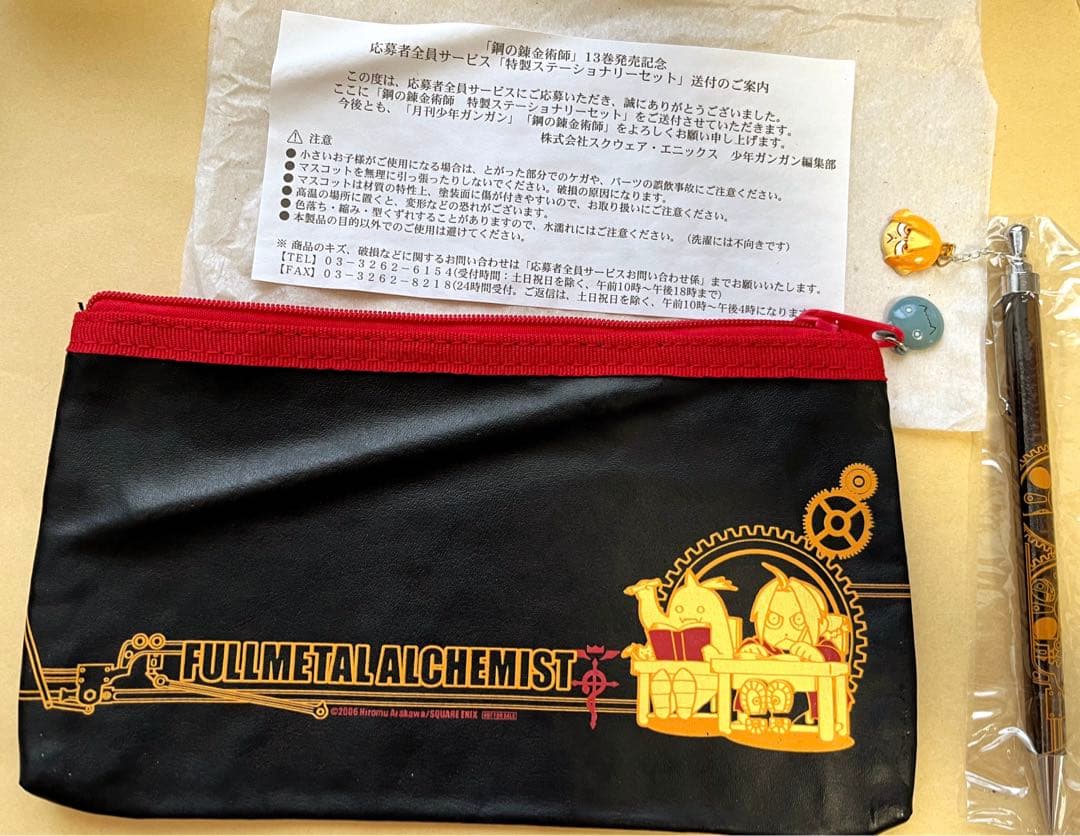 「鋼の錬金術師」13巻発売記念
応募者全員サービス「特製ステーショナリーセット」送付のご案内
この度は、応募者全員サービスにご応募いただき、誠にありがとうございました。
ここに「鋼の錬金術師 特製ステーショナリーセット」をご送付させていただきます。
今後とも、「月刊少年ガンガン」「鋼の錬金術師」をよろしくお願い申し上げます。
株式会社スクウェア・エニックス 少年ガンガン編集部
⚠ 注意
●小さいお子様がご使用になる場合は、とがった部分でのケガや、パーツの誤飲事故にご注意ください。
●マスコットを無理に引っ張ったりしないでください。破損の原因になります。
●マスコットは材質の特性上、塗装面に傷が付きやすいので、お取り扱いにご注意ください。
●高温の場所に置くと、変形などの恐れがございます。
●色落ち・縮み・型くずれすることがありますので、水濡れにはご注意ください。(洗濯には不向きです)
●本製品の目的以外でのご使用は避けてください。
※ 商品のキズ、破損などに関するお問い合わせは「応募者全員サービスお問い合わせ係」までお願いいたします。
【TEL】03-3262-6154(受付時間:土日祝日を除く、午前10時~午後18時まで)
【FAX】03-3262-8218(24時間受付。ご返信は、土日祝日を除く、午前10時~午後4時になります
FULLMETAL ALCHEMIST
©2006 Hiromu Arakawa/SQUARE ENIX NOT FOR SALE